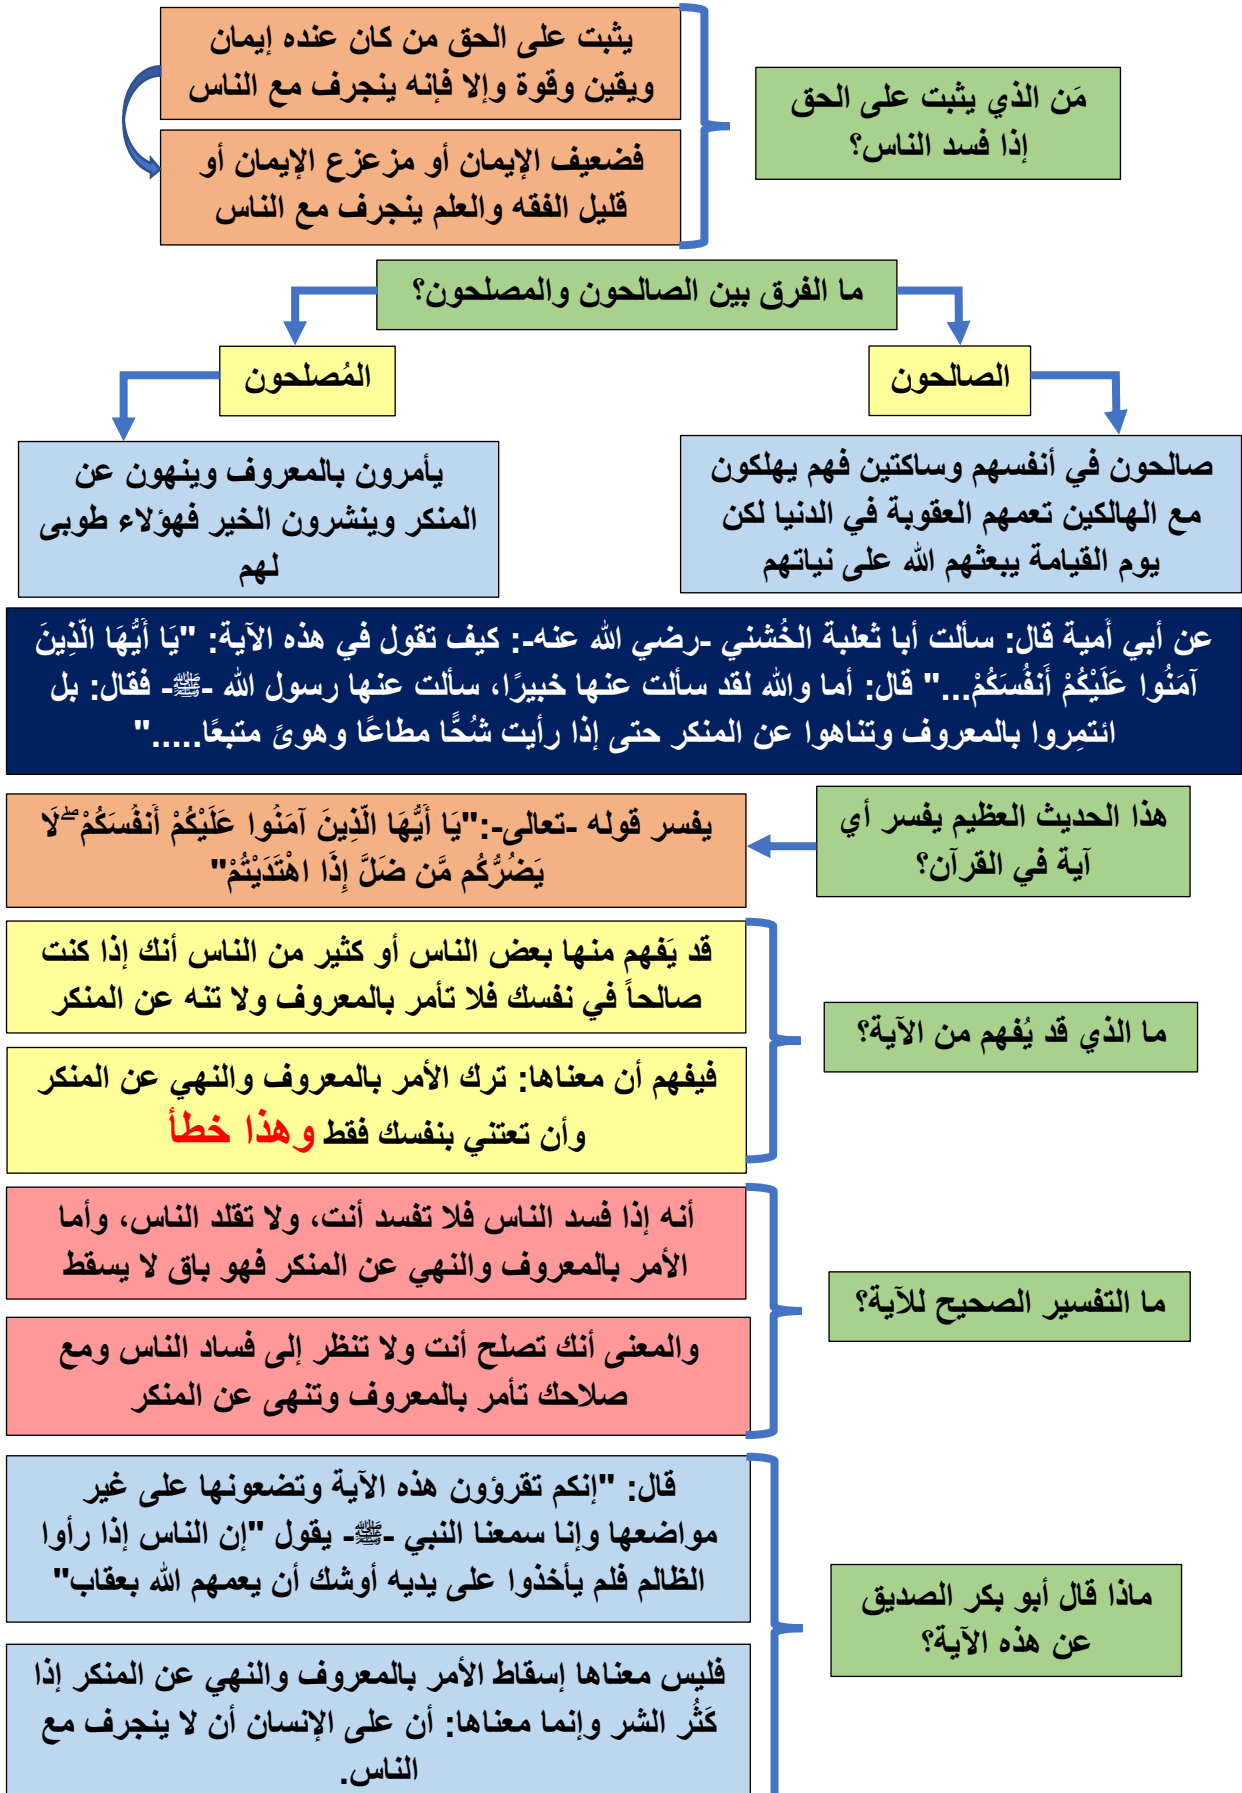 مَن الذي يثبت على الحق
إذا فسد الناس؟
يثبت على الحق من كان عنده إيمان
ويقين وقوة وإلا فإنه ينجرف مع الناس
فضعيف الإيمان أو مزعزع الإيمان أو
قليل الفقه والعلم ينجرف مع الناس
ما الفرق بين الصالحون والمصلحون؟
الصالحون
المُصلحون
صالحون في أنفسهم وساكتين فهم يهلكون
مع الهالكين تعمهم العقوبة في الدنيا لكن
يوم القيامة يبعثهم الله على نياتهم
يأمرون بالمعروف وينهون عن
المنكر وينشرون الخير فهؤلاء طوبى
لهم
عن أبي أمية قال: سألت أبا ثعلبة الخُشني -رضي الله عنه-: كيف تقول في هذه الآية: "يَا أَيُّهَا الَّذِينَ
آمَنُوا عَلَيْكُمْ أَنفُسَكُمْ..." قال: أما والله لقد سألت عنها خبيرًا، سألت عنها رسول الله -ﷺ- فقال: بل
ائتمِروا بالمعروف وتناهوا عن المنكر حتى إذا رأيت شُحًّا مطاعًا وهوىً متبعًا....."
هذا الحديث العظيم يفسر أي
آية في القرآن؟
يفسر قوله -تعالى-:"يَا أَيُّهَا الَّذِينَ آمَنُوا عَلَيْكُمْ أَنفُسَكُمْ ۖ لَا
يَضُرُّكُم مَّن ضَلَّ إِذَا اهْتَدَيْتُمْ"
ما الذي قد يُفهم من الآية؟
قد يَفهم منها بعض الناس أو كثير من الناس أنك إذا كنت
صالحاً في نفسك فلا تأمر بالمعروف ولا تنه عن المنكر
فيفهم أن معناها: ترك الأمر بالمعروف والنهي عن المنكر
وأن تعتني بنفسك فقط وهذا خطأ
ما التفسير الصحيح للآية؟
أنه إذا فسد الناس فلا تفسد أنت، ولا تقلد الناس، وأما
الأمر بالمعروف والنهي عن المنكر فهو باق لا يسقط
والمعنى أنك تصلح أنت ولا تنظر إلى فساد الناس ومع
صلاحك تأمر بالمعروف وتنهى عن المنكر
ماذا قال أبو بكر الصديق
عن هذه الآية؟
قال: "إنكم تقرؤون هذه الآية وتضعونها على غير
مواضعها وإنا سمعنا النبي -ﷺ- يقول "إن الناس إذا رأوا
الظالم فلم يأخذوا على يديه أوشك أن يعمهم الله بعقاب"
فليس معناها إسقاط الأمر بالمعروف والنهي عن المنكر إذا
كَثُر الشر وإنما معناها: أن على الإنسان أن لا ينجرف مع
الناس.